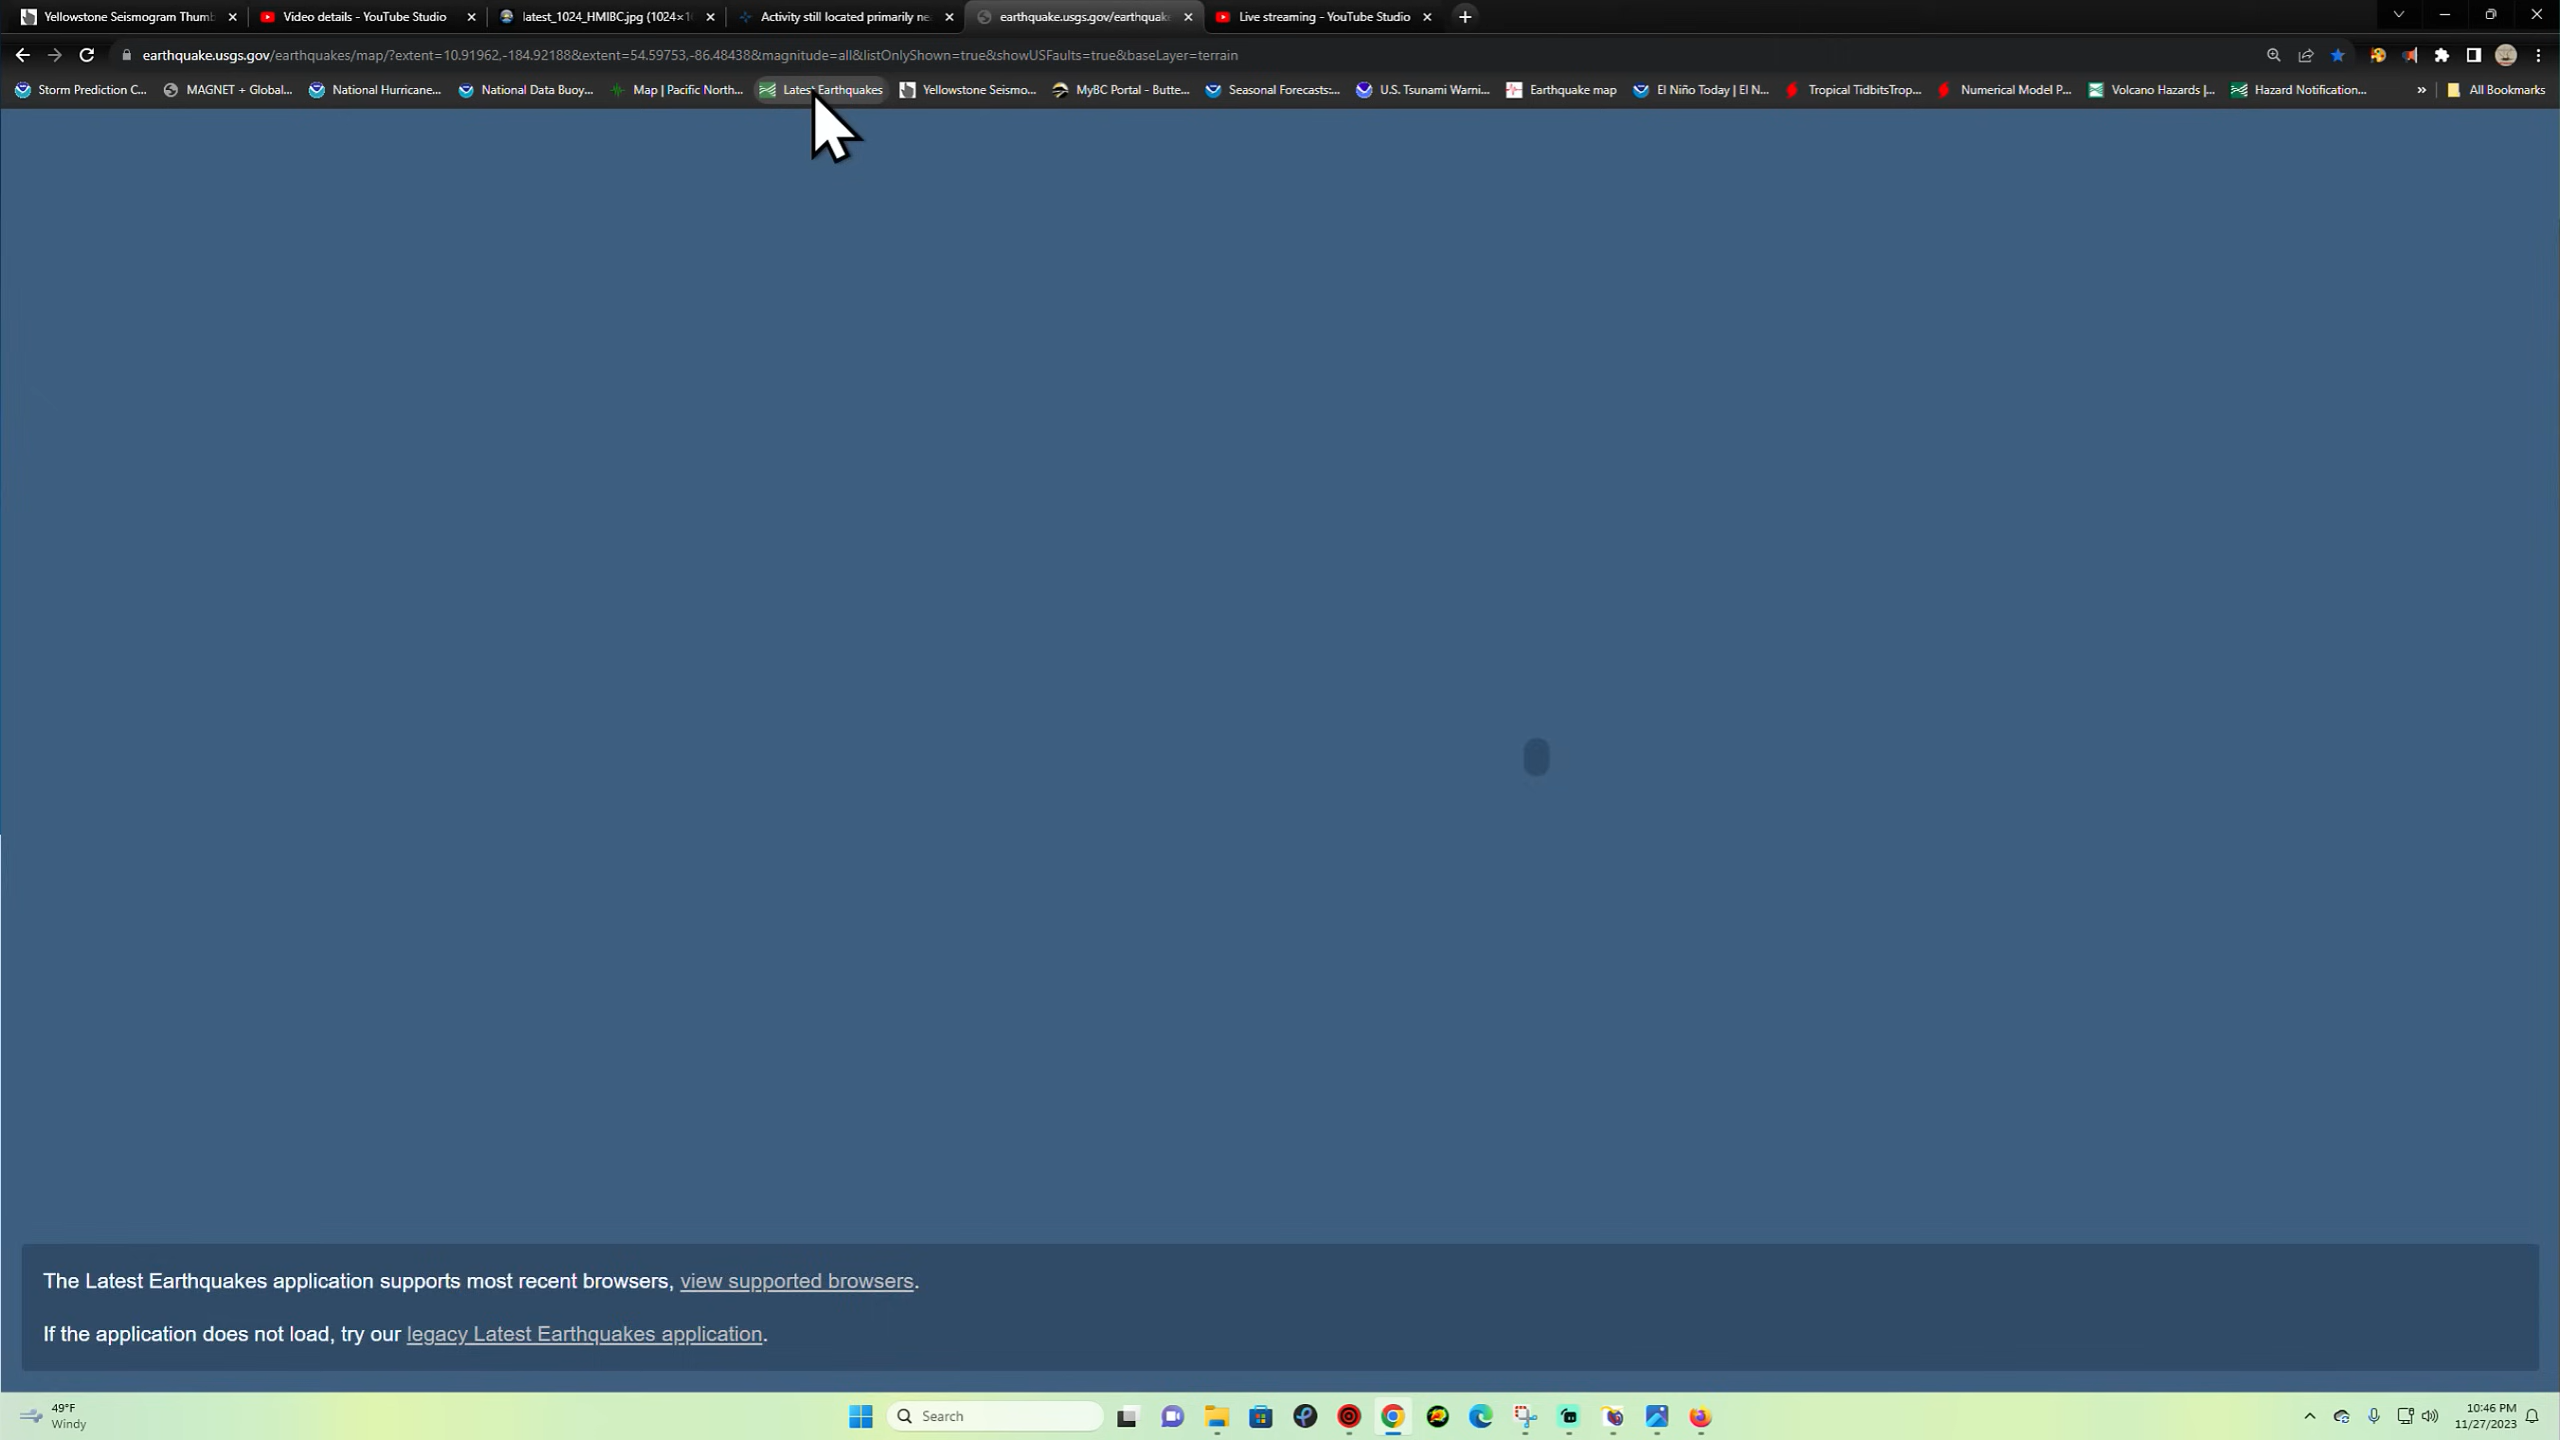 Yellowstone Seismogram Thumb
Video details - YouTube Studio
latest_1024_HMIBC.jpg (1024×1
Activity still located primarily ne
earthquake.usgs.gov/earthquake
Live streaming - YouTube Studio
earthquake.usgs.gov/earthquakes/map/?extent=10.91962,-184.92188&extent=54.59753,-86.48438&magnitude=all&listOnlyShown=true&showUSFaults=true&baseLayer=terrain
Storm Prediction C...
MAGNET + Global...
National Hurricane...
National Data Buoy...
Map | Pacific North...
Latest Earthquakes
Yellowstone Seismo...
MyBC Portal - Butte...
Seasonal Forecasts:...
U.S. Tsunami Warni...
Earthquake map
El Niño Today | El N...
Tropical TidbitsTrop...
Numerical Model P...
Volcano Hazards |...
Hazard Notification...
»
All Bookmarks
The Latest Earthquakes application supports most recent browsers, view supported browsers.
If the application does not load, try our legacy Latest Earthquakes application.
49°F
Windy
Search
10:46 PM
11/27/2023